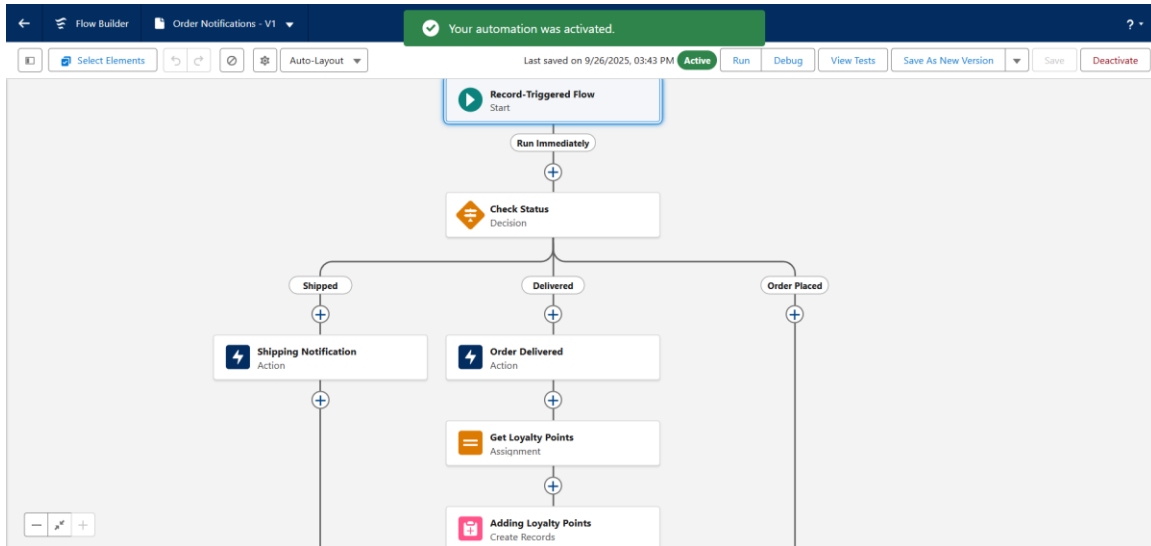 Flow Builder
Order Notifications - V1
Your automation was activated.
?
Select Elements
Auto-Layout
Last saved on 9/26/2025, 03:43 PM
Active
Run
Debug
View Tests
Save As New Version
Save
Deactivate
Record-Triggered Flow
Start
Run Immediately
Check Status
Decision
Shipped
Delivered
Order Placed
Shipping Notification
Action
Order Delivered
Action
Get Loyalty Points
Assignment
Adding Loyalty Points
Create Records